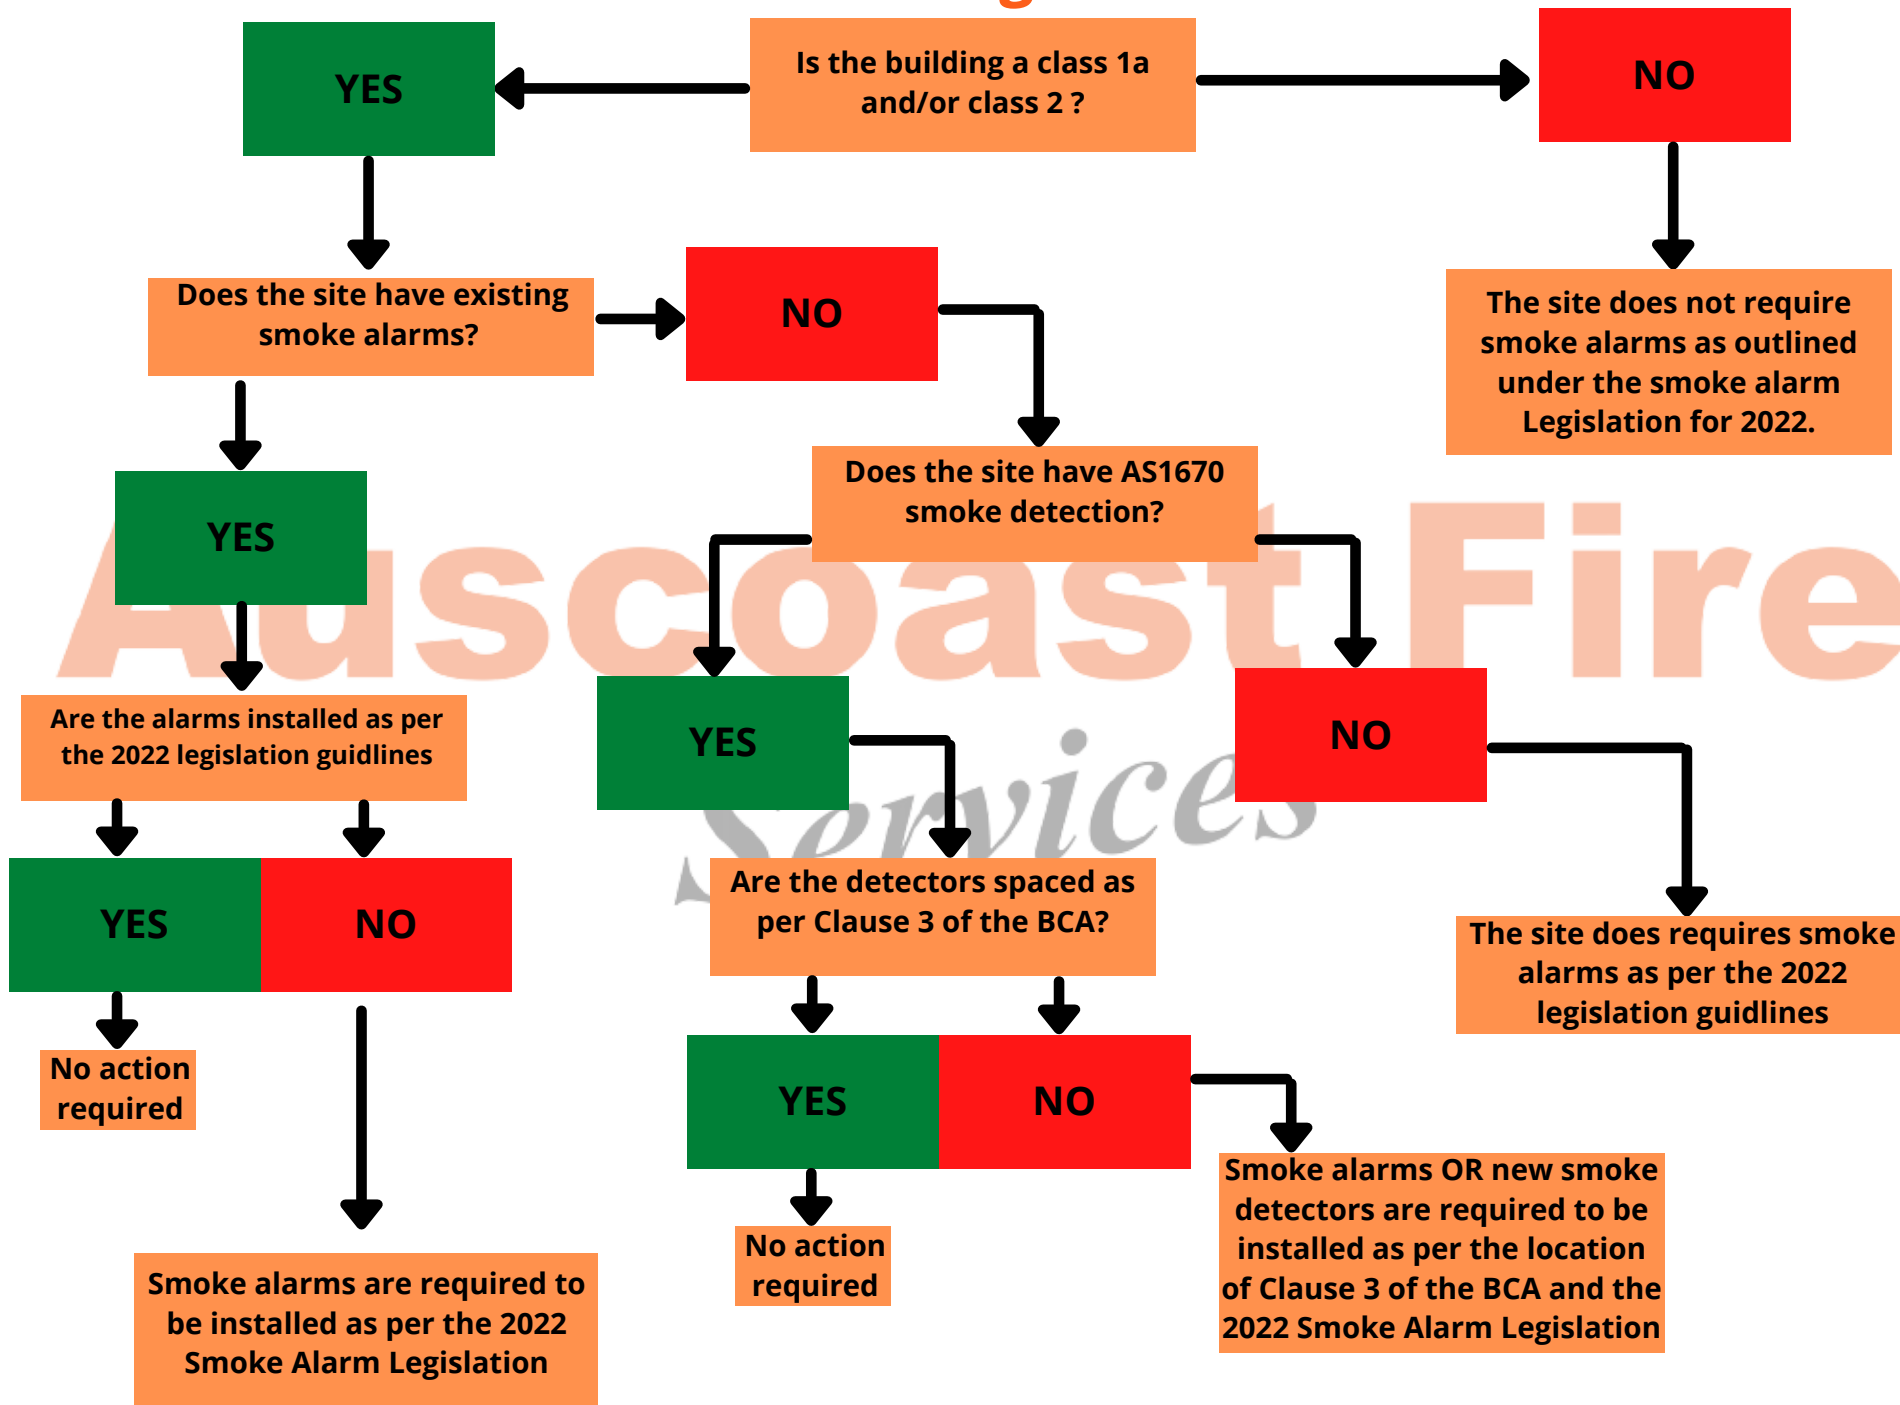 Is the building a class 1a
and/or class 2 ?
YES
NO
Does the site have existing
smoke alarms?
NO
The site does not require
smoke alarms as outlined
under the smoke alarm
Legislation for 2022.
Does the site have AS1670
smoke detection?
YES
Auscoast Fire
Services
YES
NO
Are the alarms installed as per
the 2022 legislation guidlines
YES
NO
Are the detectors spaced as
per Clause 3 of the BCA?
The site does requires smoke
alarms as per the 2022
legislation guidlines
No action
required
YES
NO
Smoke alarms OR new smoke
detectors are required to be
installed as per the location
of Clause 3 of the BCA and the
2022 Smoke Alarm Legislation
No action
required
Smoke alarms are required to
be installed as per the 2022
Smoke Alarm Legislation